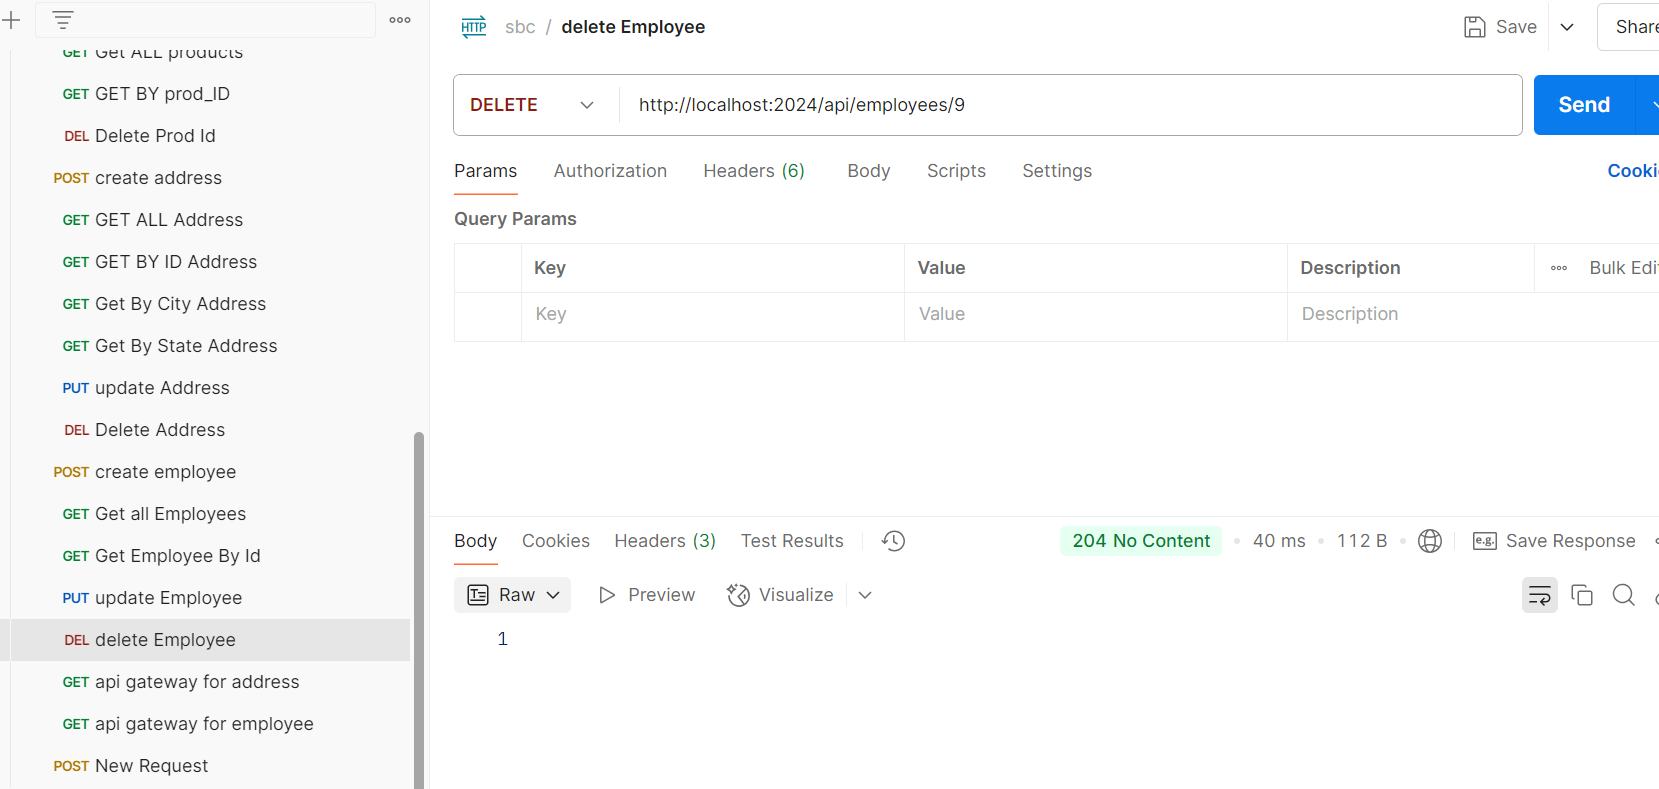 GET Get ALL products
GET GET BY prod_ID
DEL Delete Prod Id
POST create address
GET GET ALL Address
GET GET BY ID Address
GET Get By City Address
GET Get By State Address
PUT update Address
DEL Delete Address
POST create employee
GET Get all Employees
GET Get Employee By Id
PUT update Employee
DEL delete Employee
GET api gateway for address
GET api gateway for employee
POST New Request
HTTP sbc / delete Employee
Save
Share
DELETE http://localhost:2024/api/employees/9
Send
Params Authorization Headers (6) Body Scripts Settings
Cooki
Query Params
Key Value Description Bulk Edit
Key Value Description
Body Cookies Headers (3) Test Results
204 No Content 40 ms 112 B
e.g. Save Response
Raw Preview Visualize
1